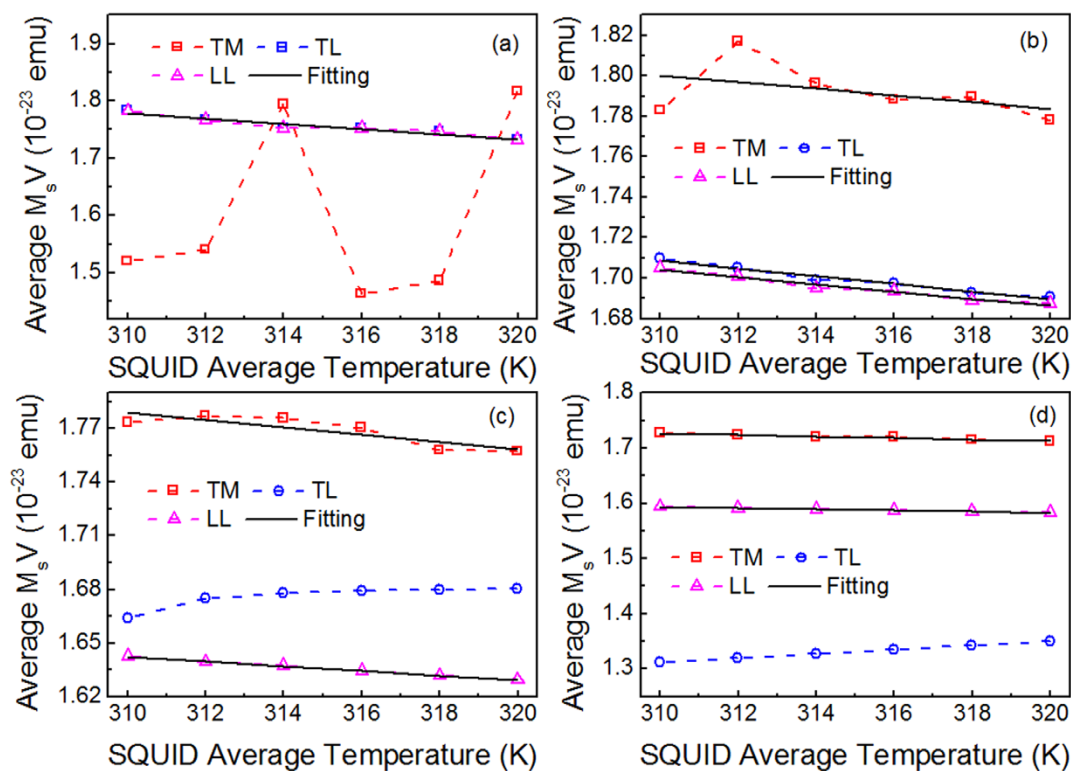 (a)
TM TL
LL Fitting
1.9
1.8
1.7
1.6
1.5
Average MsV (10-23 emu)
310 312 314 316 318 320
SQUID Average Temperature (K)
(b)
1.82
1.80
1.78
1.76
1.74
1.72
1.70
1.68
TM TL
LL Fitting
Average MsV (10-23 emu)
310 312 314 316 318 320
SQUID Average Temperature (K)
(c)
1.77
1.74
1.71
1.68
1.65
1.62
TM TL
LL Fitting
Average MsV (10-23 emu)
310 312 314 316 318 320
SQUID Average Temperature (K)
(d)
1.8
1.7
1.6
1.5
1.4
1.3
TM TL
LL Fitting
Average MsV (10-23 emu)
310 312 314 316 318 320
SQUID Average Temperature (K)